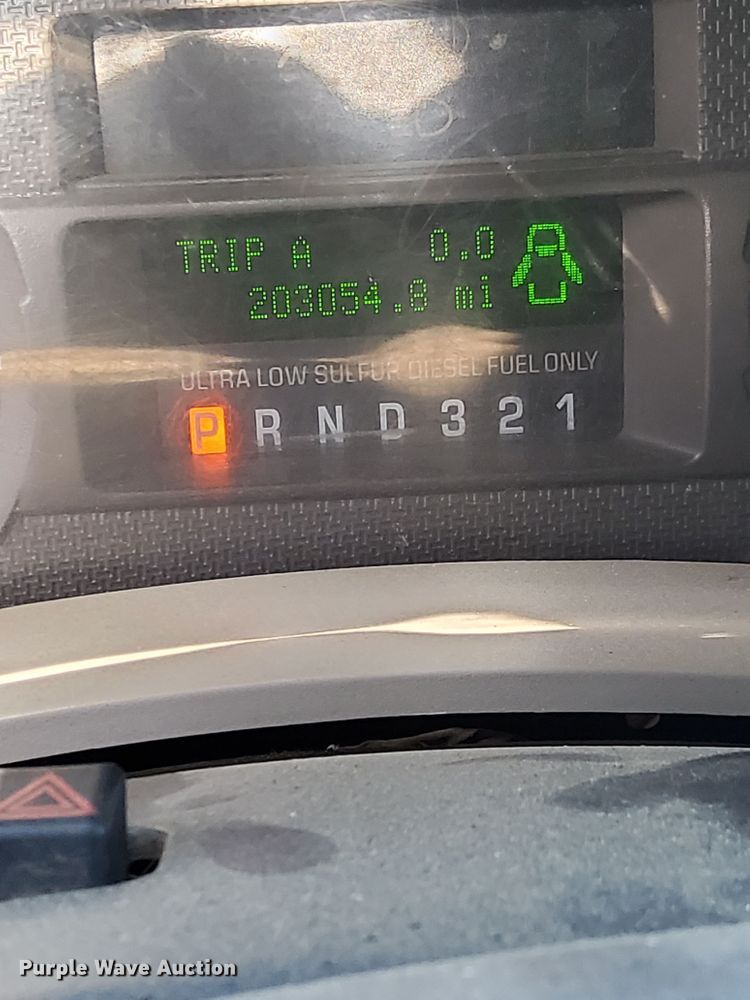 TRIP A 0.0
203054.8 mi
ULTRA LOW SULFUR DIESEL FUEL ONLY
P R N D 3 2 1
Purple Wave Auction